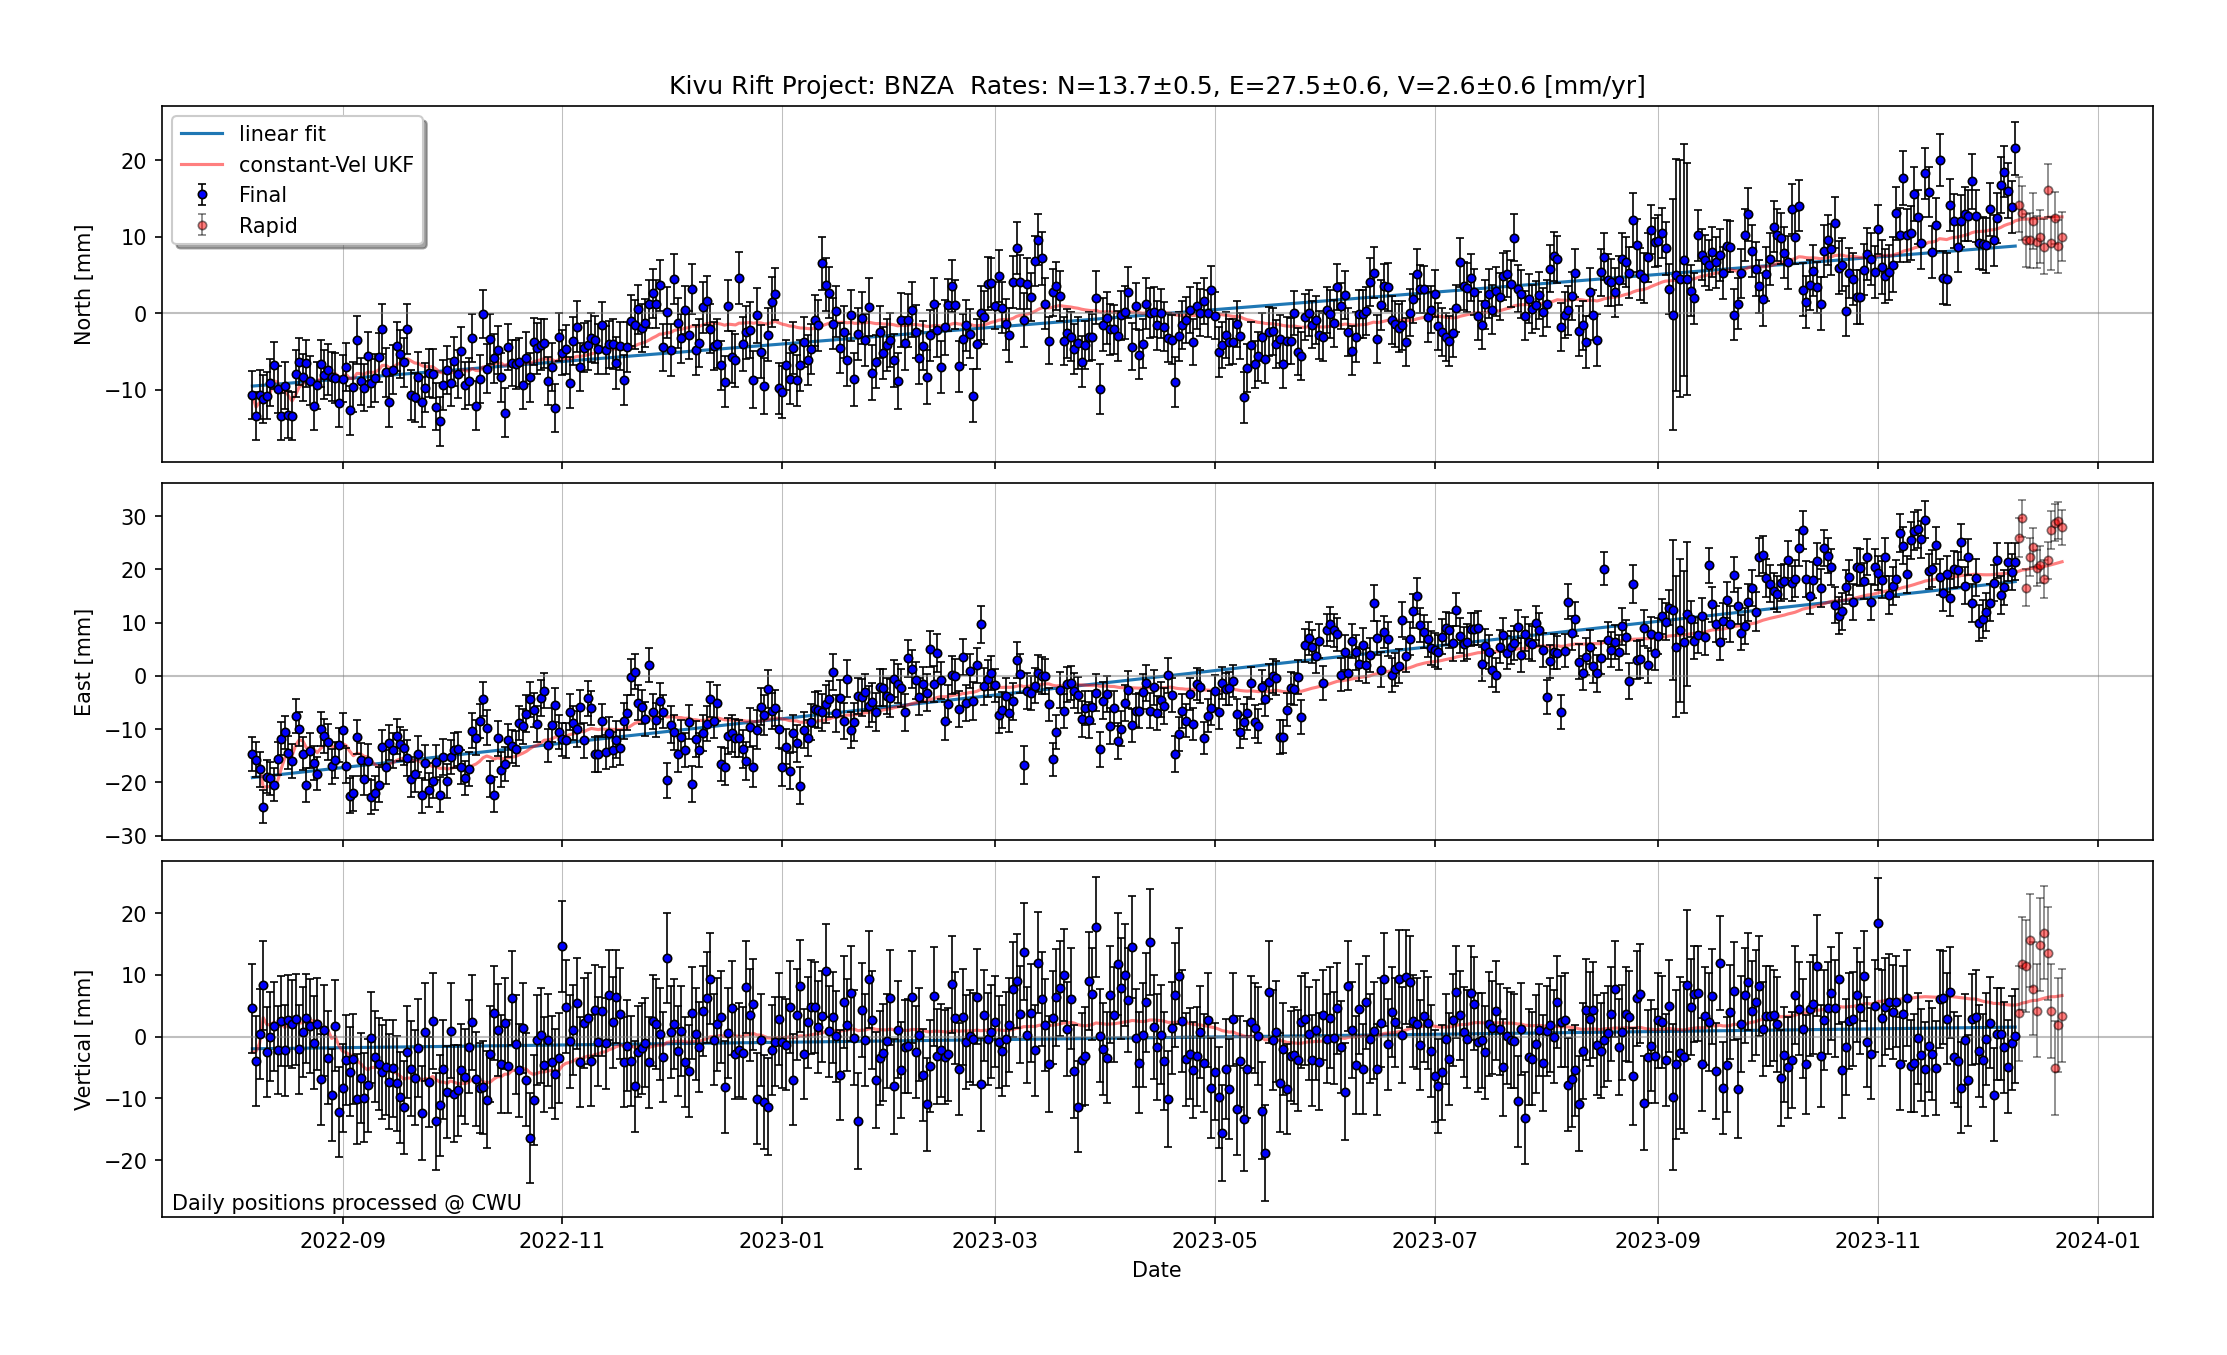 Kivu Rift Project: BNZA  Rates: N=13.7±0.5, E=27.5±0.6, V=2.6±0.6 [mm/yr]
linear fit
constant-Vel UKF
Final
Rapid
North [mm]
20
10
0
−10
East [mm]
30
20
10
0
−10
−20
−30
Vertical [mm]
20
10
0
−10
−20
Daily positions processed @ CWU
2022-09 2022-11 2023-01 2023-03 2023-05 2023-07 2023-09 2023-11 2024-01
Date